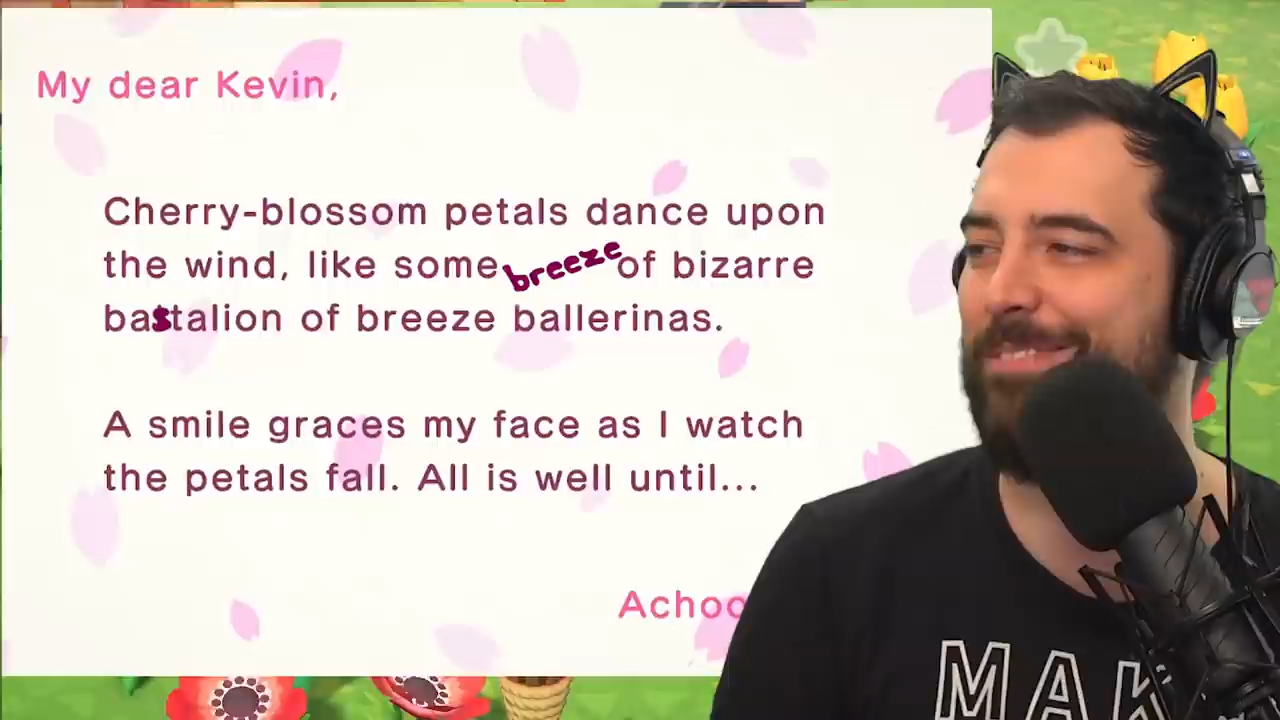 My dear Kevin,
Cherry-blossom petals dance upon
the wind, like some breeze of bizarre
bastalion of breeze ballerinas.
A smile graces my face as I watch
the petals fall. All is well until...
Achoo
MAK